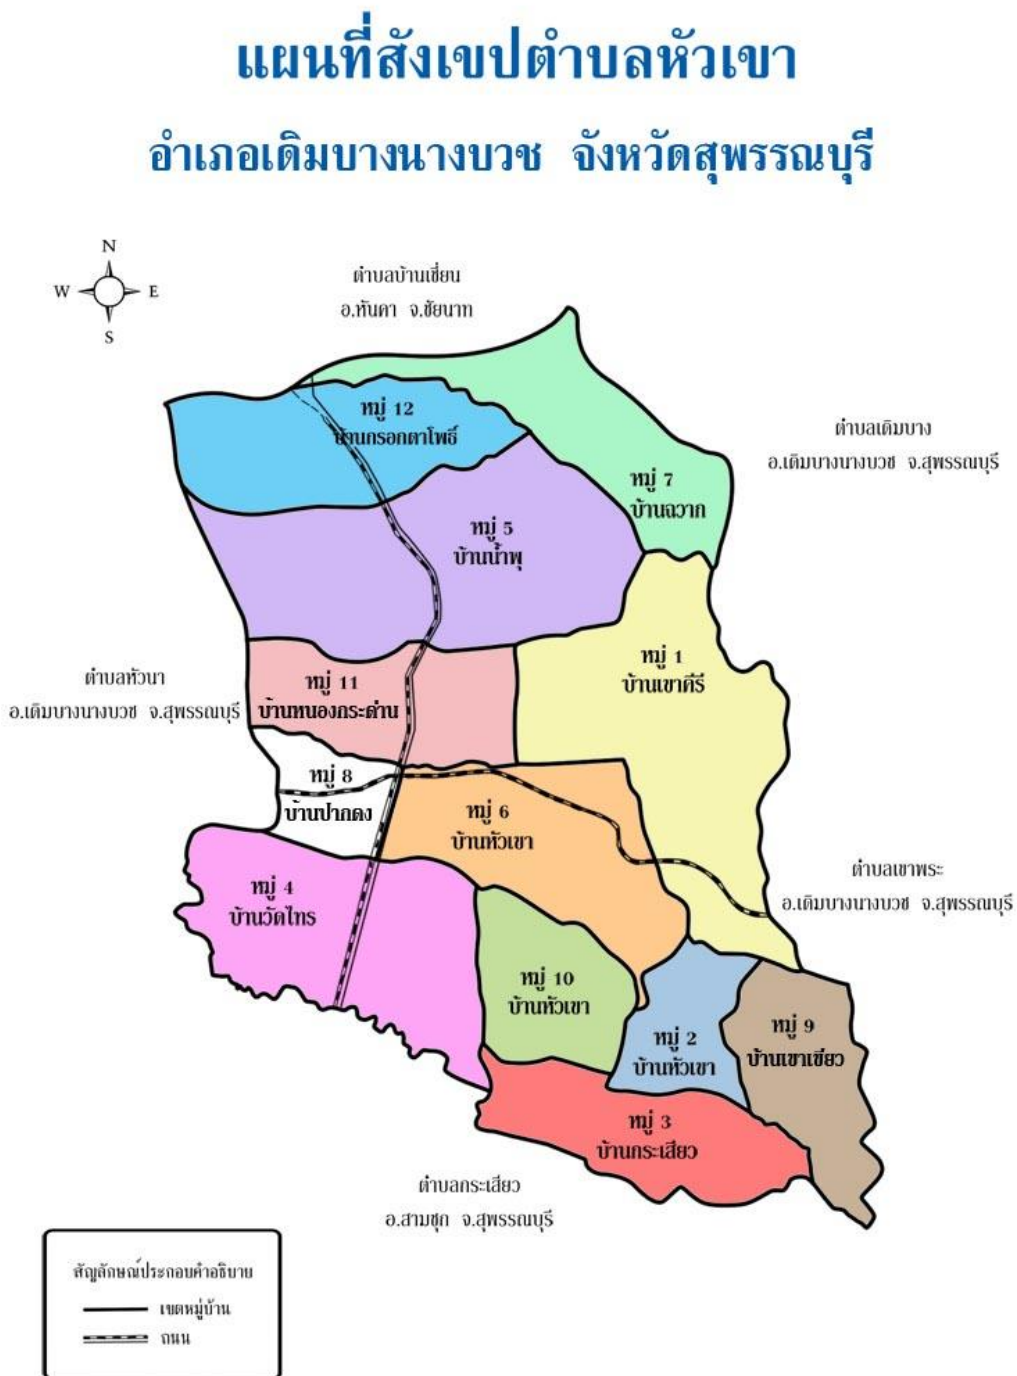 แผนที่สังเขปตำบลหัวเขา
อำเภอเดิมบางนางบวช จังหวัดสุพรรณบุรี
N
W E
S
ตำบลบ้านเชี่ยน
อ.หันคา จ.ชัยนาท
หมู่ 12
บ้านกรอกตาโพธิ์
ตำบลเดิมบาง
อ.เดิมบางนางบวช จ.สุพรรณบุรี
หมู่ 7
บ้านฉวาก
หมู่ 5
บ้านน้ำพุ
หมู่ 1
บ้านเขาคีรี
ตำบลหัวนา
อ.เดิมบางนางบวช จ.สุพรรณบุรี
หมู่ 11
บ้านหนองกระด่าน
หมู่ 8
บ้านปากดง
หมู่ 6
บ้านหัวเขา
ตำบลเขาพระ
อ.เดิมบางนางบวช จ.สุพรรณบุรี
หมู่ 4
บ้านวัดไทร
หมู่ 10
บ้านหัวเขา
หมู่ 2
บ้านหัวเขา
หมู่ 9
บ้านเขาเขียว
หมู่ 3
บ้านกระเสียว
ตำบลกระเสียว
อ.สามชุก จ.สุพรรณบุรี
สัญลักษณ์ประกอบคำอธิบาย
เขตหมู่บ้าน
ถนน